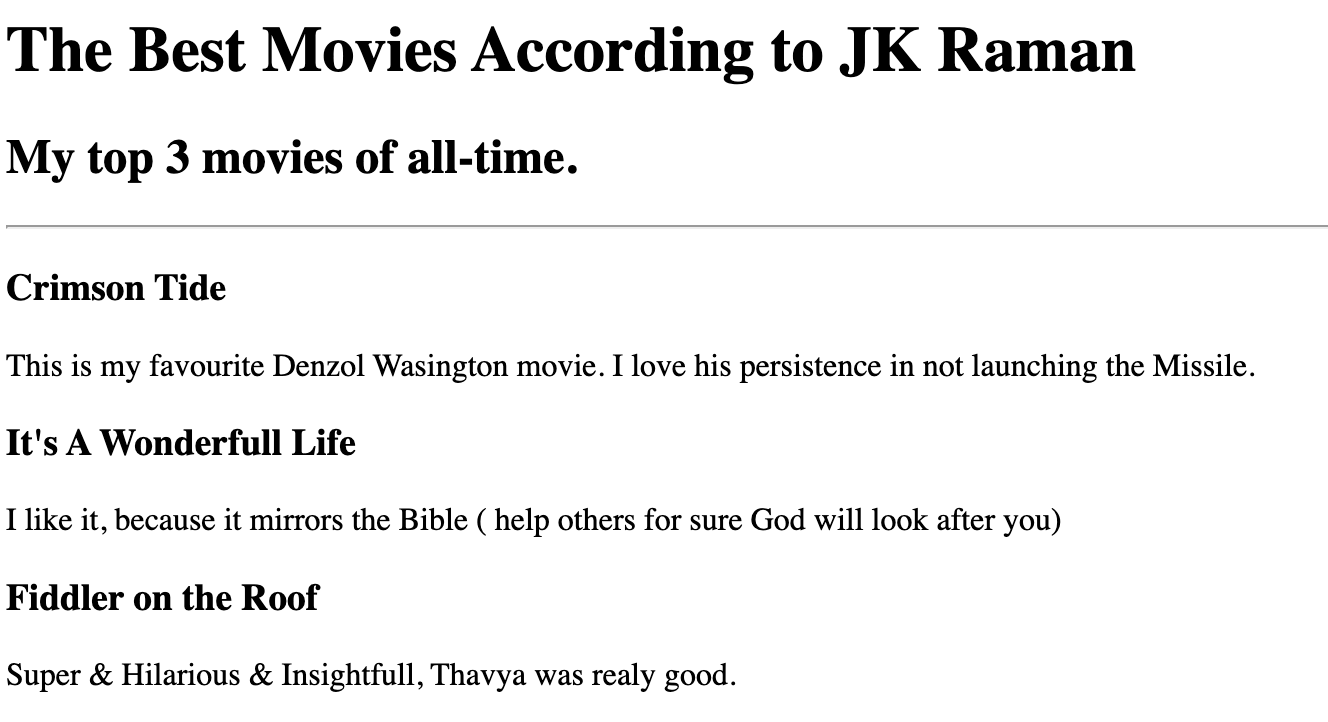 The Best Movies According to JK Raman
My top 3 movies of all-time.
Crimson Tide
This is my favourite Denzol Wasington movie. I love his persistence in not launching the Missile.
It's A Wonderfull Life
I like it, because it mirrors the Bible ( help others for sure God will look after you)
Fiddler on the Roof
Super & Hilarious & Insightfull, Thavya was realy good.